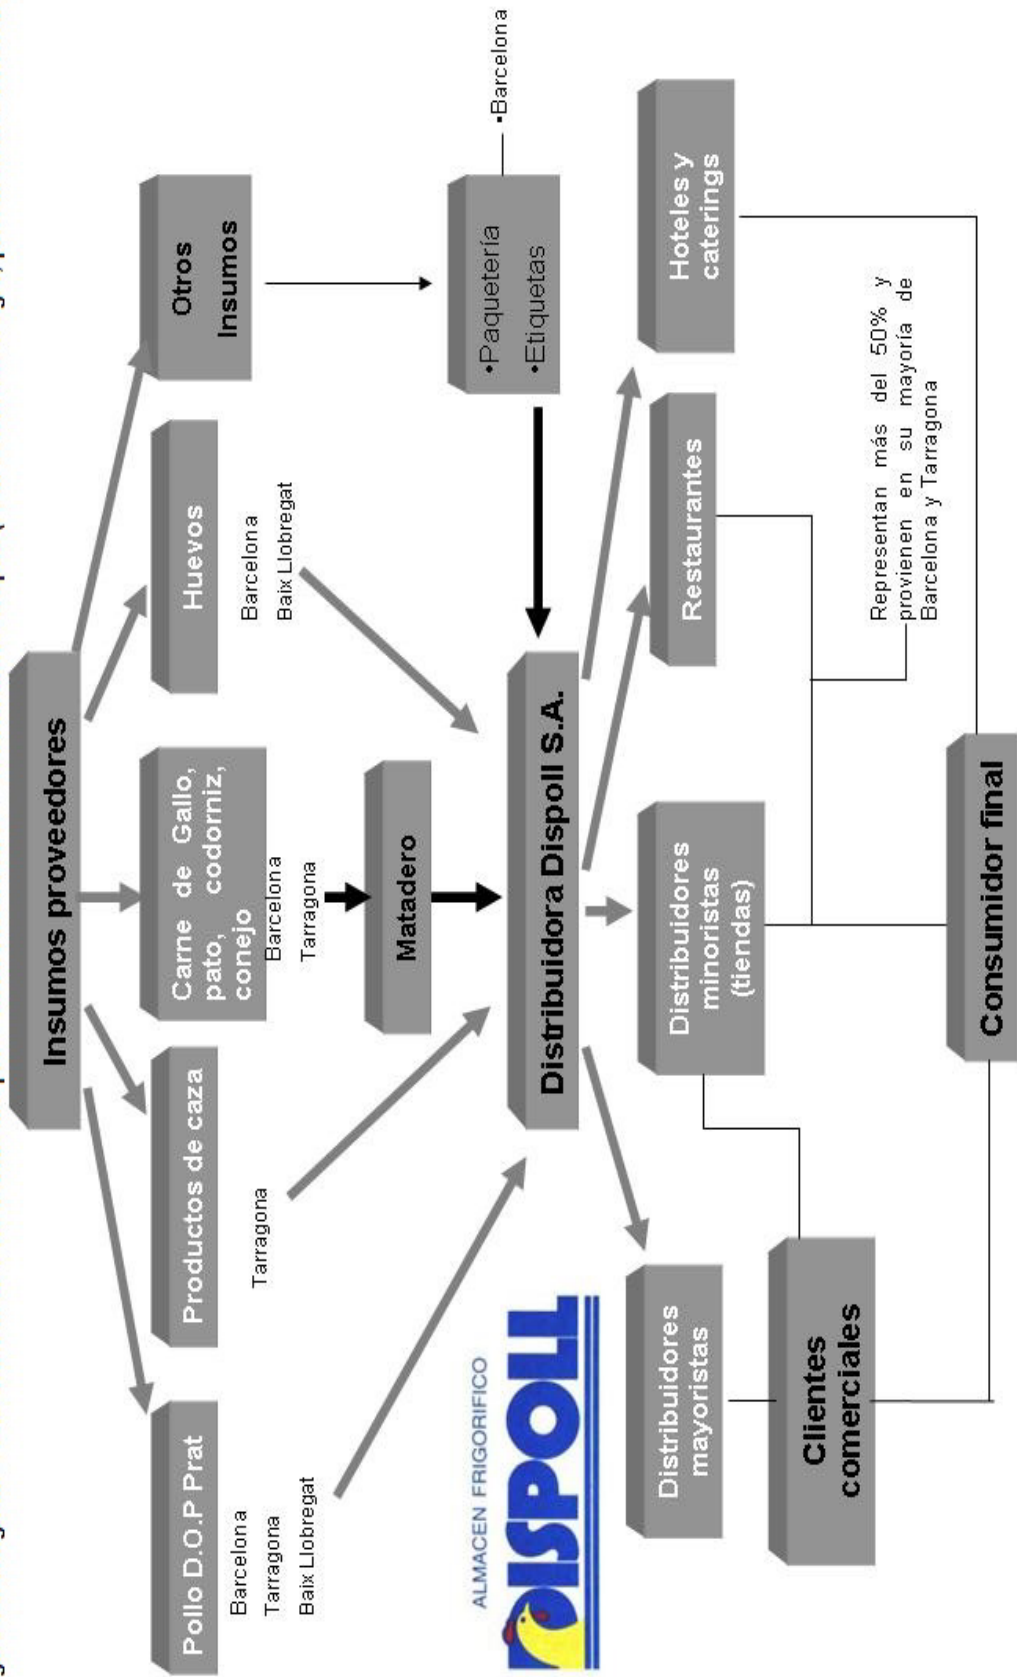 Insumos proveedores
Pollo D.O.P Prat
Barcelona
Tarragona
Baix Llobregat
Productos de caza
Tarragona
Carne de Gallo,
pato, codorniz,
conejo
Barcelona
Tarragona
Huevos
Barcelona
Baix Llobregat
Otros
Insumos
Matadero
•Paquetería
•Etiquetas
•Barcelona
ALMACEN FRIGORIFICO
DISPOLL
Distribuidora Dispoll S.A.
Distribuidores
mayoristas
Distribuidores
minoristas
(tiendas)
Restaurantes
Hoteles y
caterings
Clientes
comerciales
Representan más del 50% y
provienen en su mayoría de
Barcelona y Tarragona
Consumidor final